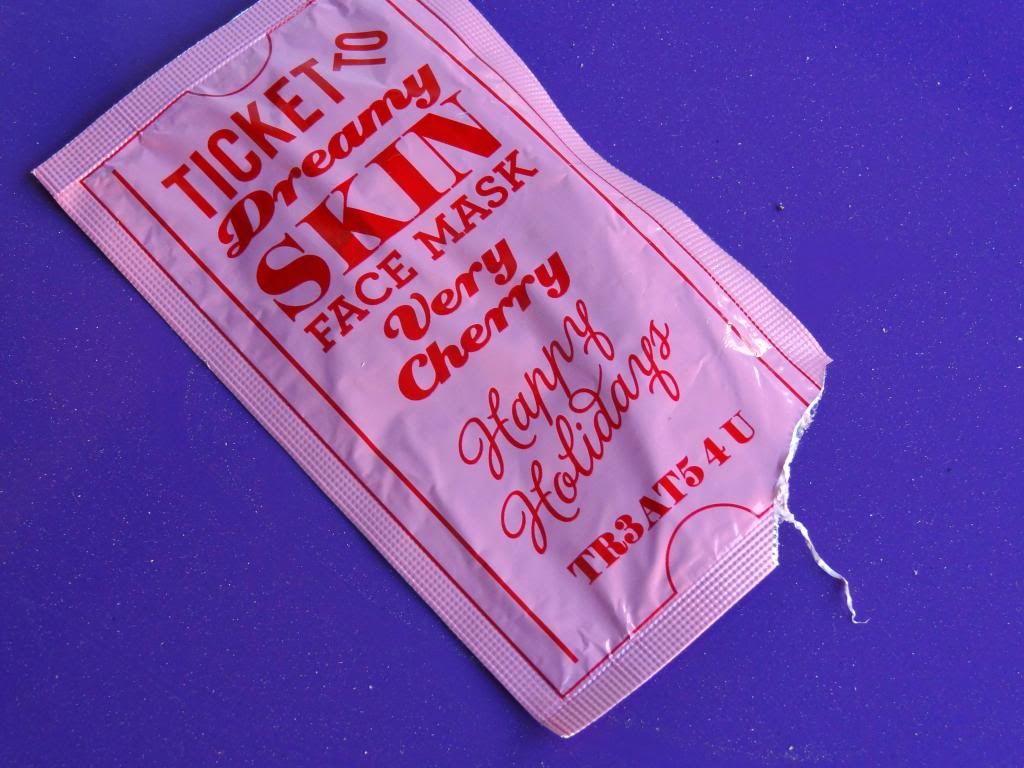 TICKET TO
Dreamy
SKIN
FACE MASK
Very
Cherry
Happy
Holidays
TR3AT5 4 U